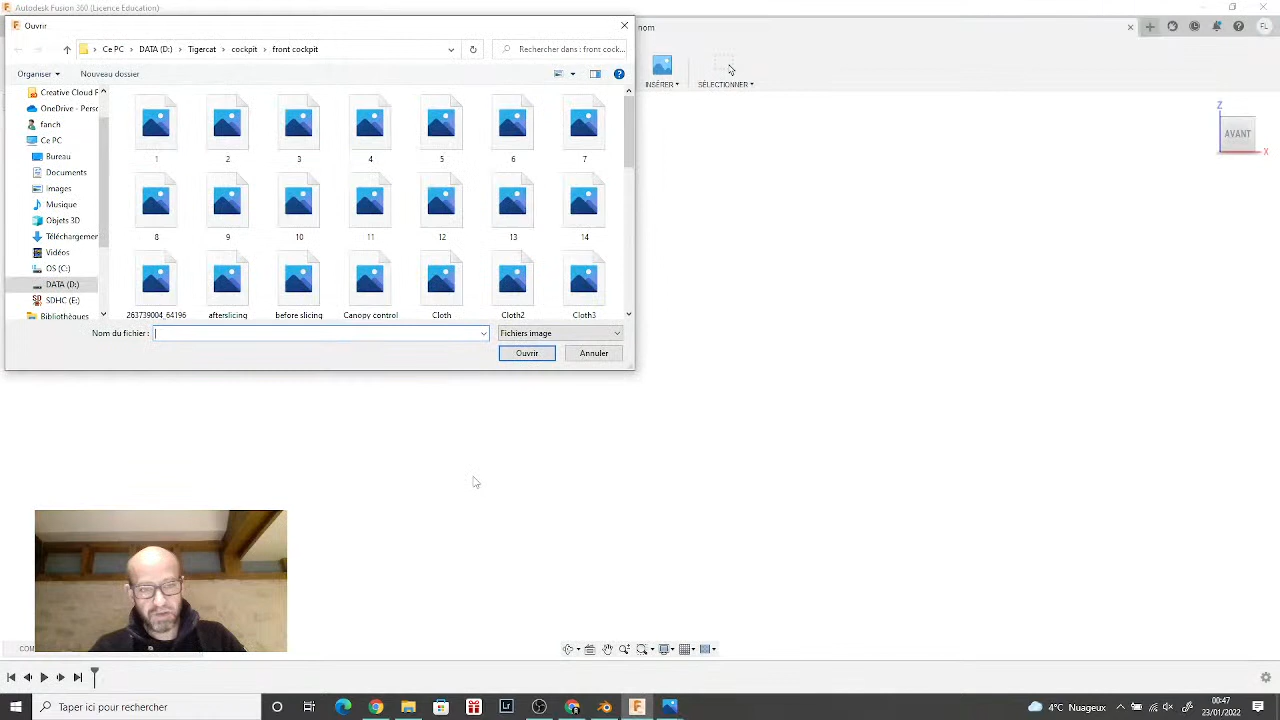 Autodesk Fusion 360 (Licence Education)
Ouvrir
nom
Ce PC > DATA (D:) > Tigercat > cockpit > front cockpit
Rechercher dans : front cock...
FL
Organiser
Nouveau dossier
INSÉRER
SÉLECTIONNER
Creative Cloud F
OneDrive - Perso
fanch
Ce PC
Bureau
Documents
Images
Musique
Objets 3D
Téléchargemen
Vidéos
OS (C:)
DATA (D:)
SDHC (E:)
Bibliothèques
1 2 3 4 5 6 7
8 9 10 11 12 13 14
263739004_64196 afterslicing before slicing Canopy control Cloth Cloth2 Cloth3
Nom du fichier :
Fichiers image
Ouvrir
Annuler
Z
AVANT
X
COM
Taper ici pour rechercher
4°C Nuageux
00:47
23/01/2022